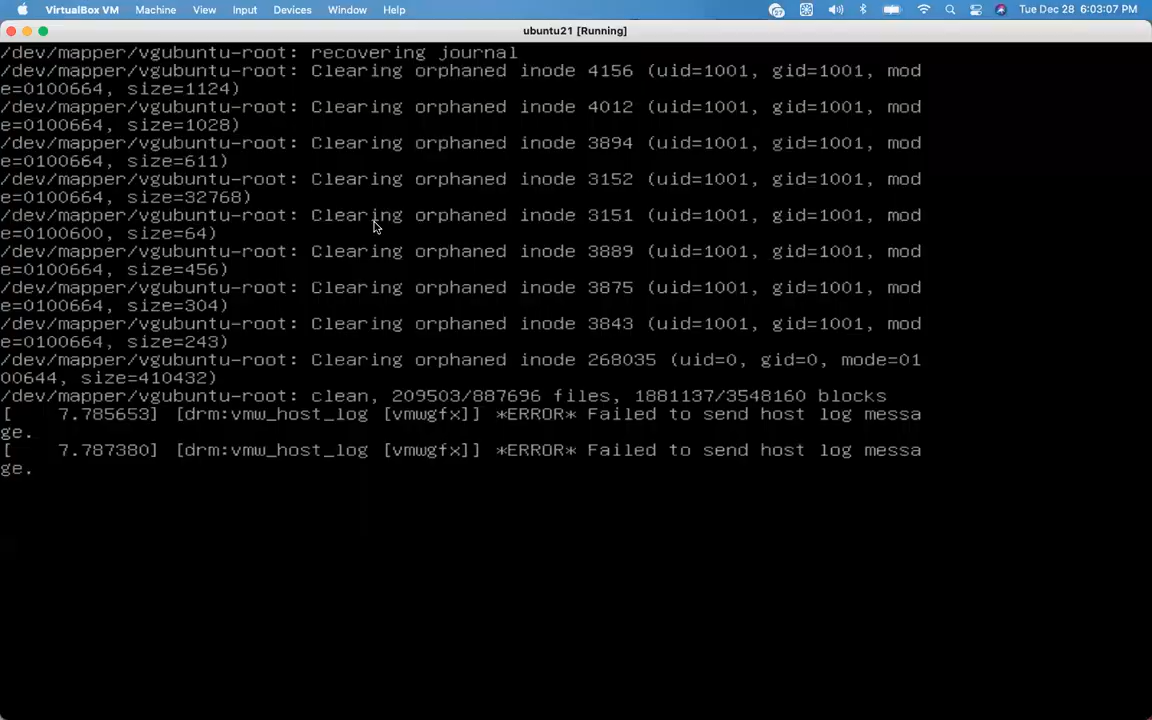 VirtualBox VM Machine View Input Devices Window Help Tue Dec 28 6:03:07 PM
ubuntu21 [Running]
/dev/mapper/vgubuntu-root: recovering journal
/dev/mapper/vgubuntu-root: Clearing orphaned inode 4156 (uid=1001, gid=1001, mod
e=0100664, size=1124)
/dev/mapper/vgubuntu-root: Clearing orphaned inode 4012 (uid=1001, gid=1001, mod
e=0100664, size=1028)
/dev/mapper/vgubuntu-root: Clearing orphaned inode 3894 (uid=1001, gid=1001, mod
e=0100664, size=611)
/dev/mapper/vgubuntu-root: Clearing orphaned inode 3152 (uid=1001, gid=1001, mod
e=0100664, size=32768)
/dev/mapper/vgubuntu-root: Clearing orphaned inode 3151 (uid=1001, gid=1001, mod
e=0100600, size=64)
/dev/mapper/vgubuntu-root: Clearing orphaned inode 3889 (uid=1001, gid=1001, mod
e=0100664, size=456)
/dev/mapper/vgubuntu-root: Clearing orphaned inode 3875 (uid=1001, gid=1001, mod
e=0100664, size=304)
/dev/mapper/vgubuntu-root: Clearing orphaned inode 3843 (uid=1001, gid=1001, mod
e=0100664, size=243)
/dev/mapper/vgubuntu-root: Clearing orphaned inode 268035 (uid=0, gid=0, mode=01
00644, size=410432)
/dev/mapper/vgubuntu-root: clean, 209503/887696 files, 1881137/3548160 blocks
[    7.785653] [drm:vmw_host_log [vmwgfx]] *ERROR* Failed to send host log messa
ge.
[    7.787380] [drm:vmw_host_log [vmwgfx]] *ERROR* Failed to send host log messa
ge.